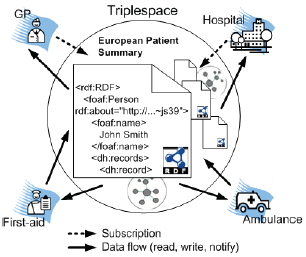 Triplespace
GP
Hospital
European Patient
Summary
<rdf:RDF>
<foaf:Person
rdf:about="http://...~js39">
<foaf:name>
John Smith
</foaf:name>
<dh:records>
<dh:record>
RDF
First-aid
Ambulance
Subscription
Data flow (read, write, notify)